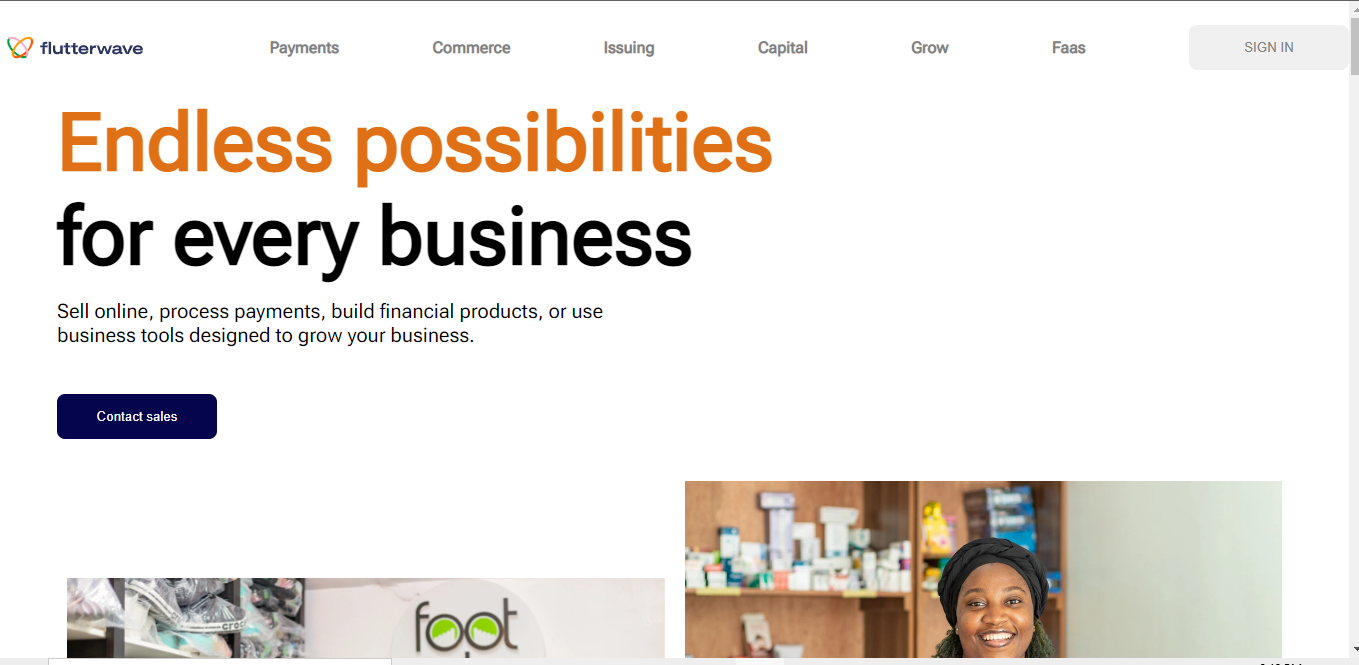 flutterwave
Payments
Commerce
Issuing
Capital
Grow
Faas
SIGN IN
Endless possibilities
for every business
Sell online, process payments, build financial products, or use
business tools designed to grow your business.
Contact sales
croc
foot